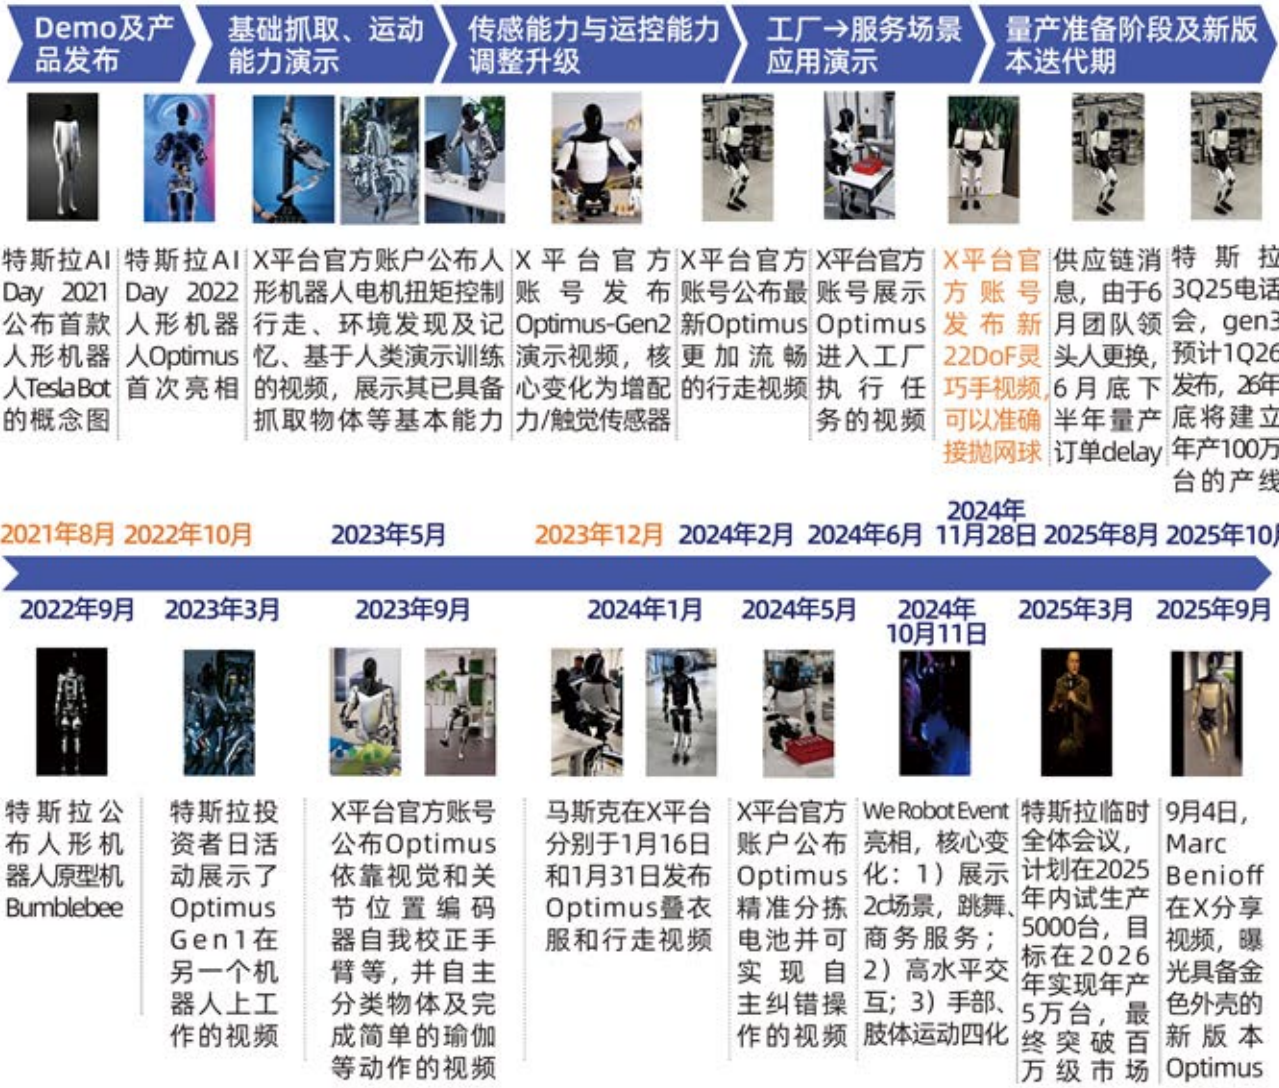 Demo及产
品发布
基础抓取、运动
能力演示
传感能力与运控能力
调整升级
工厂→服务场景
应用演示
量产准备阶段及新版
本迭代期
特斯拉AI
Day 2021
公布首款
人形机器
人Tesla Bot
的概念图
特斯拉AI
Day 2022
人形机器
人Optimus
首次亮相
X平台官方账户公布人
形机器人电机扭矩控制
行走、环境发现及记
忆、基于人类演示训练
的视频，展示其已具备
抓取物体等基本能力
X平台官方
账号发布
Optimus-Gen2
演示视频，核
心变化为增配
力/触觉传感器
X平台官方
账号公布最
新Optimus
更加流畅
的行走视频
X平台官方
账号展示
Optimus
进入工厂
执行任
务的视频
X平台官
方账号
发布新
22DoF灵
巧手视频，
可以准确
接抛网球
供应链消
息，由于6
月团队领
头人更换，
6月底下
半年量产
订单delay
特斯拉
3Q25电话
会，gen3
预计1Q26
发布，26年
底将建立
年产100万
台的产线
2021年8月
2022年10月
2023年5月
2023年12月
2024年2月
2024年6月
2024年
11月28日
2025年8月
2025年10月
2022年9月
2023年3月
2023年9月
2024年1月
2024年5月
2024年
10月11日
2025年3月
2025年9月
特斯拉公
布人形机
器人原型机
Bumblebee
特斯拉投
资者日活
动展示了
Optimus
Gen1在
另一个机
器人上工
作的视频
X平台官方账号
公布Optimus
依靠视觉和关
节位置编码
器自我校正手
臂等，并自主
分类物体及完
成简单的瑜伽
等动作的视频
马斯克在X平台
分别于1月16日
和1月31日发布
Optimus叠衣
服和行走视频
X平台官方
账户公布
Optimus
精准分拣
电池并可
实现自
主纠错操
作的视频
We Robot Event
亮相，核心变
化：1）展示
2c场景，跳舞、
商务服务；
2）高水平交
互；3）手部、
肢体运动四化
特斯拉临时
全体会议，
计划在2025
年内试生产
5000台，目
标在2026
年实现年产
5万台，最
终突破百
万级市场
9月4日，
Marc
Benioff
在X分享
视频，曝
光具备金
色外壳的
新版本
Optimus